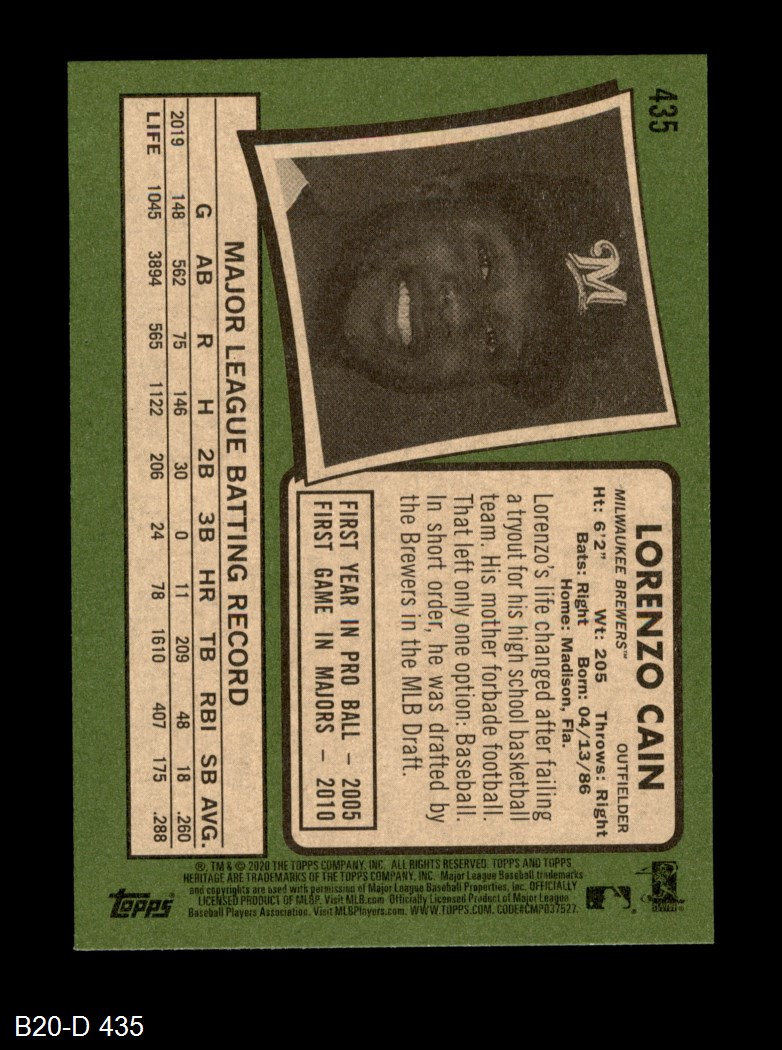 435
M
LORENZO CAIN
MILWAUKEE BREWERS™ OUTFIELDER
Ht: 6'2" Wt: 205 Throws: Right
Bats: Right Born: 04/13/86
Home: Madison, Fla.
Lorenzo's life changed after failing
a tryout for his high school basketball
team. His mother forbade football.
That left only one option: Baseball.
In short order, he was drafted by
the Brewers in the MLB Draft.
FIRST YEAR IN PRO BALL – 2005
FIRST GAME IN MAJORS – 2010
MAJOR LEAGUE BATTING RECORD
G AB R H 2B 3B HR TB RBI SB AVG.
2019 148 562 75 146 30 0 11 209 48 18 .260
LIFE 1045 3894 565 1122 206 24 78 1610 407 175 .288
®, TM & © 2020 THE TOPPS COMPANY, INC. ALL RIGHTS RESERVED. TOPPS AND TOPPS
HERITAGE ARE TRADEMARKS OF THE TOPPS COMPANY, INC. Major League Baseball trademarks
and copyrights are used with permission of Major League Baseball Properties, Inc. OFFICIALLY
LICENSED PRODUCT OF MLBP. Visit MLB.com Officially Licensed Product of Major League
Baseball Players Association. Visit MLBPlayers.com. WWW.TOPPS.COM. CODE#CMP037627
topps®
B20-D 435